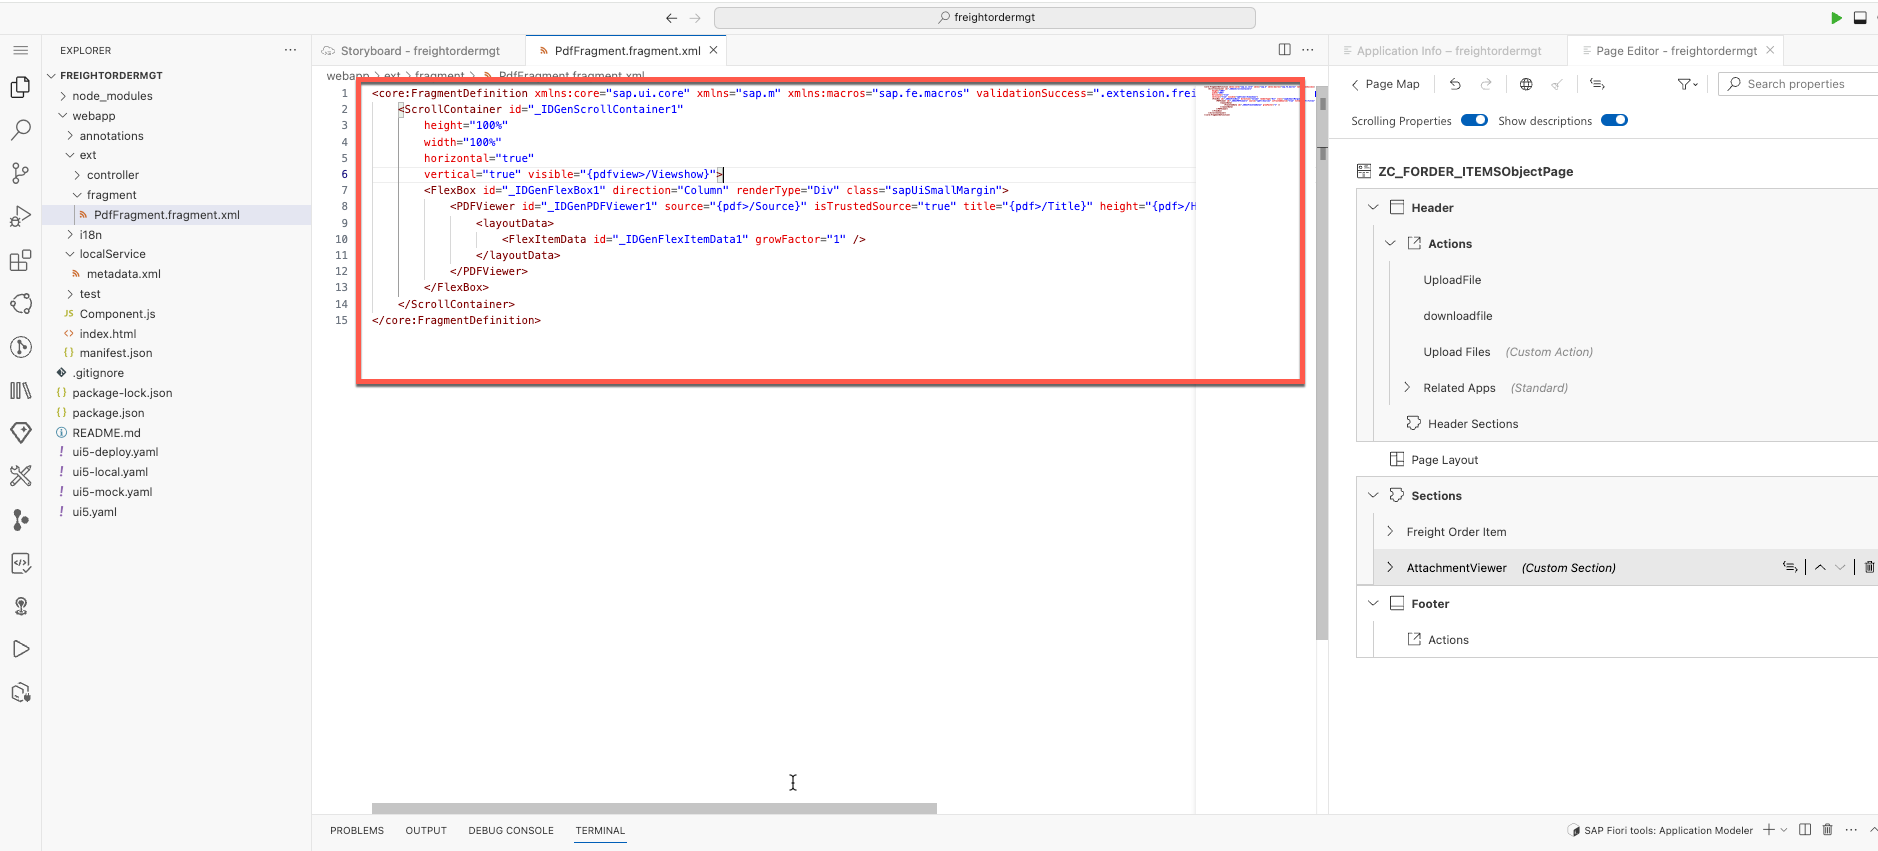 freightordermgt
EXPLORER
FREIGHTORDERMGT
node_modules
webapp
annotations
ext
controller
fragment
PdfFragment.fragment.xml
i18n
localService
metadata.xml
test
JS Component.js
<> index.html
{} manifest.json
.gitignore
{} package-lock.json
{} package.json
README.md
! ui5-deploy.yaml
! ui5-local.yaml
! ui5-mock.yaml
! ui5.yaml
Storyboard - freightordermgt
PdfFragment.fragment.xml
webapp > ext > fragment > PdfFragment.fragment.xml
1 <core:FragmentDefinition xmlns:core="sap.ui.core" xmlns="sap.m" xmlns:macros="sap.fe.macros" validationSuccess=".extension.frei
2 <ScrollContainer id="_IDGenScrollContainer1"
3 height="100%"
4 width="100%"
5 horizontal="true"
6 vertical="true" visible="{pdfview>/Viewshow}">
7 <FlexBox id="_IDGenFlexBox1" direction="Column" renderType="Div" class="sapUiSmallMargin">
8 <PDFViewer id="_IDGenPDFViewer1" source="{pdf>/Source}" isTrustedSource="true" title="{pdf>/Title}" height="{pdf>/H
9 <layoutData>
10 <FlexItemData id="_IDGenFlexItemData1" growFactor="1" />
11 </layoutData>
12 </PDFViewer>
13 </FlexBox>
14 </ScrollContainer>
15 </core:FragmentDefinition>
PROBLEMS OUTPUT DEBUG CONSOLE TERMINAL
SAP Fiori tools: Application Modeler
Application Info – freightordermgt
Page Editor - freightordermgt
Page Map
Search properties
Scrolling Properties
Show descriptions
ZC_FORDER_ITEMSObjectPage
Header
Actions
UploadFile
downloadfile
Upload Files (Custom Action)
Related Apps (Standard)
Header Sections
Page Layout
Sections
Freight Order Item
AttachmentViewer (Custom Section)
Footer
Actions